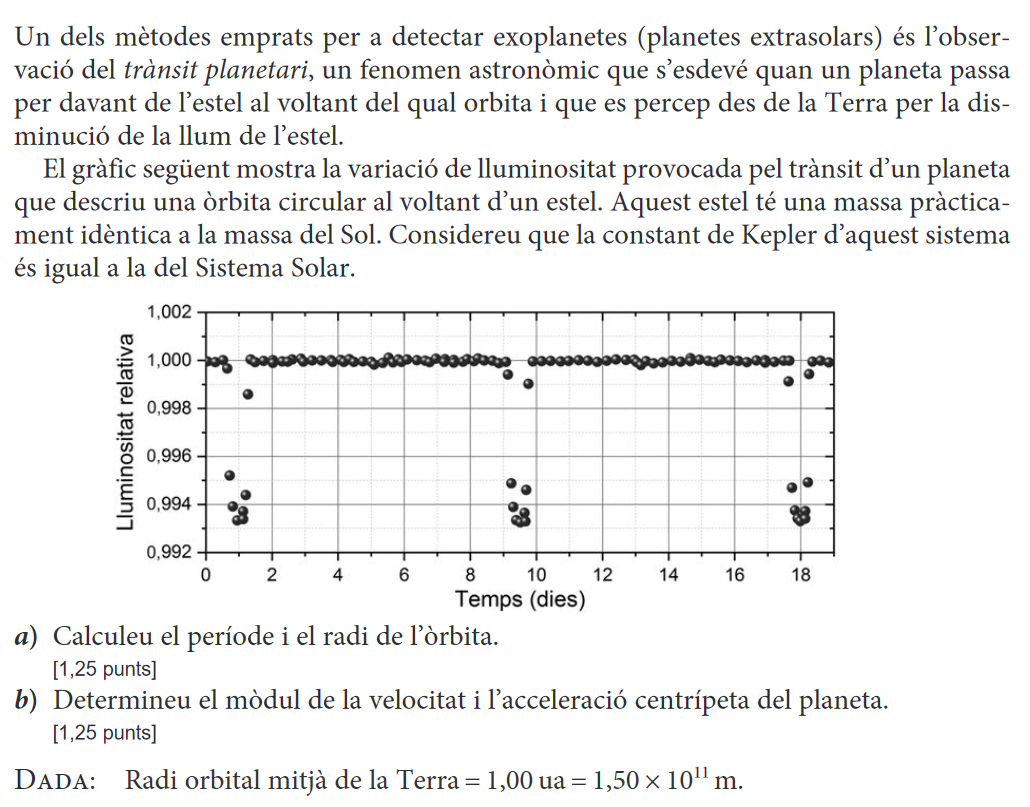 Un dels mètodes emprats per a detectar exoplanetes (planetes extrasolars) és l’obser-
vació del trànsit planetari, un fenomen astronòmic que s’esdevé quan un planeta passa
per davant de l’estel al voltant del qual orbita i que es percep des de la Terra per la dis-
minució de la llum de l’estel.
El gràfic següent mostra la variació de lluminositat provocada pel trànsit d’un planeta
que descriu una òrbita circular al voltant d’un estel. Aquest estel té una massa pràctica-
ment idèntica a la massa del Sol. Considereu que la constant de Kepler d’aquest sistema
és igual a la del Sistema Solar.
Lluminositat relativa
1,002
1,000
0,998
0,996
0,994
0,992
0 2 4 6 8 10 12 14 16 18
Temps (dies)
a) Calculeu el període i el radi de l’òrbita.
[1,25 punts]
b) Determineu el mòdul de la velocitat i l’acceleració centrípeta del planeta.
[1,25 punts]
DADA: Radi orbital mitjà de la Terra = 1,00 ua = 1,50 × 10¹¹ m.